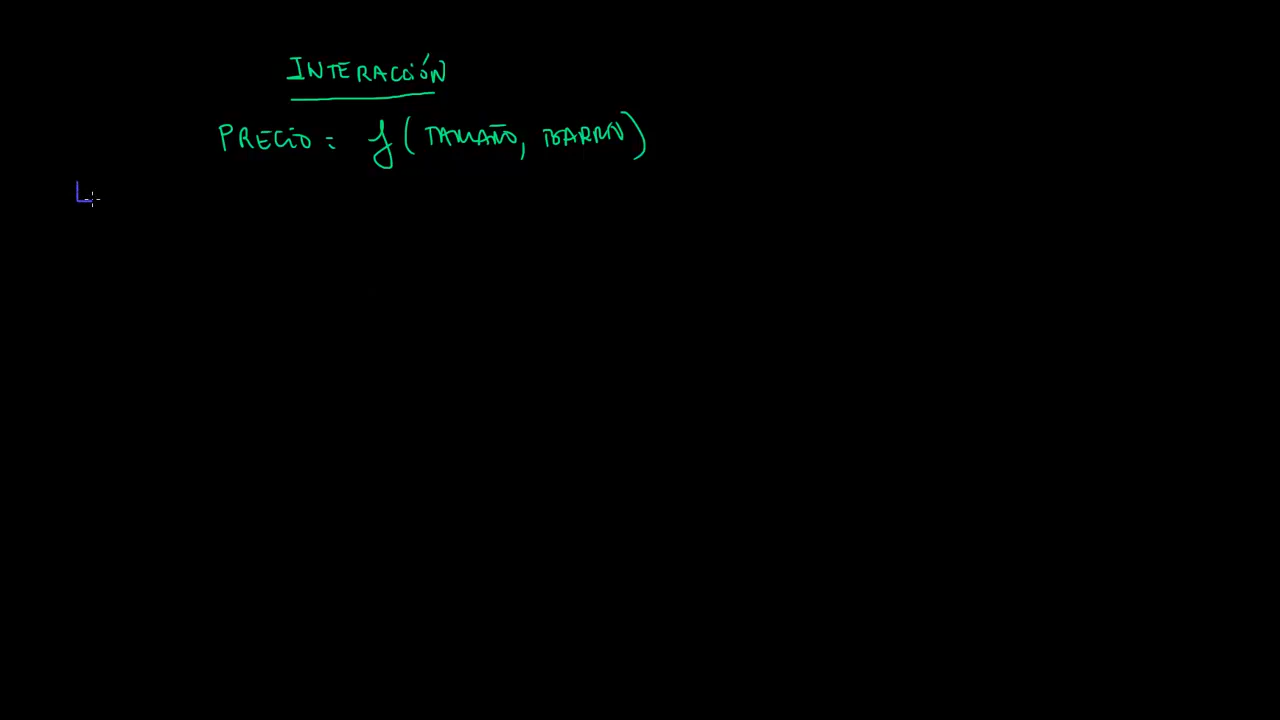 INTERACCIÓN
PRECIO = f ( TAMAÑO, BARRIO )
L